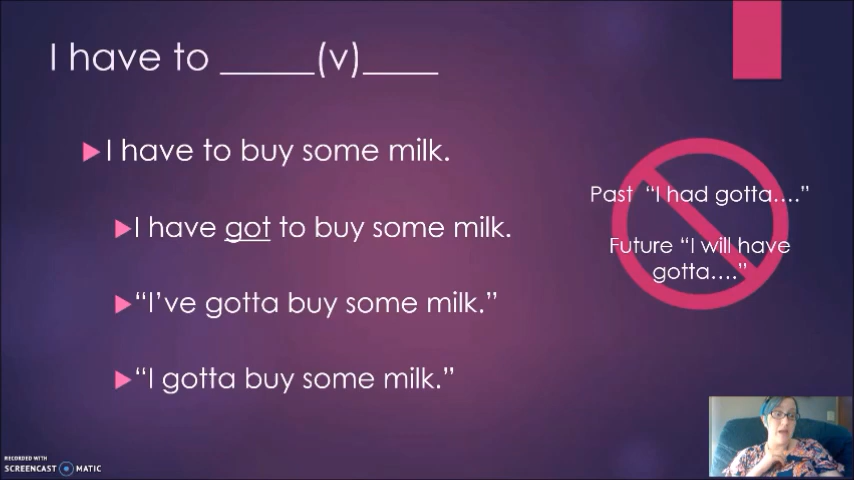 I have to _____(v)____
I have to buy some milk.
I have got to buy some milk.
“I’ve gotta buy some milk.”
“I gotta buy some milk.”
Past “I had gotta....”
Future “I will have
gotta....”
RECORDED WITH
SCREENCAST MATIC